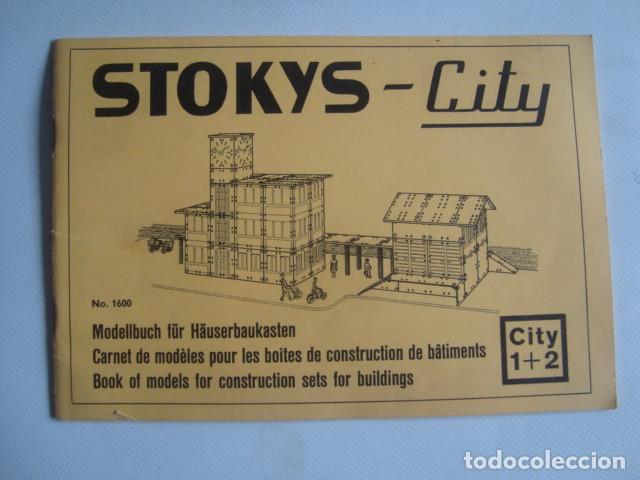 STOKYS - City
No. 1600
Modellbuch für Häuserbaukasten
Carnet de modèles pour les boites de construction de bâtiments
Book of models for construction sets for buildings
City
1+2
todocoleccion